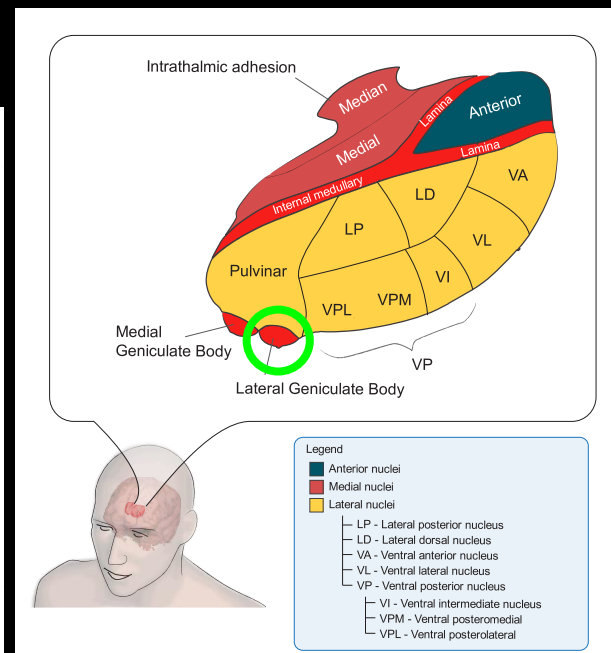 Intrathalmic adhesion
Median
Lamina
Anterior
Medial
Lamina
Internal medullary
VA
LD
LP
VL
Pulvinar
VI
VPL
VPM
Medial
Geniculate Body
VP
Lateral Geniculate Body
Legend
Anterior nuclei
Medial nuclei
Lateral nuclei
LP - Lateral posterior nucleus
LD - Lateral dorsal nucleus
VA - Ventral anterior nucleus
VL - Ventral lateral nucleus
VP - Ventral posterior nucleus
VI - Ventral intermediate nucleus
VPM - Ventral posteromedial
VPL - Ventral posterolateral